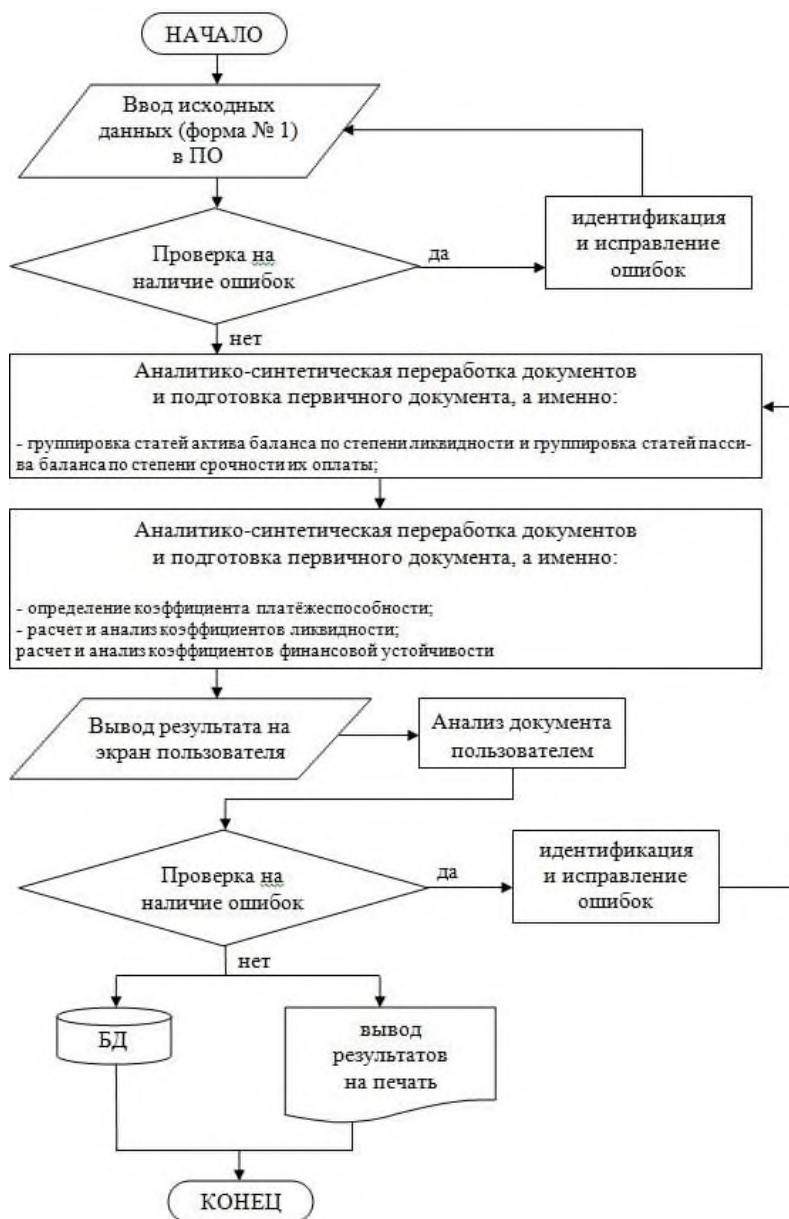 НАЧАЛО
Ввод исходных
данных (форма № 1)
в ПО
Проверка на
наличие ошибок
да
идентификация
и исправление
ошибок
нет
Аналитико-синтетическая переработка документов
и подготовка первичного документа, а именно:
- группировка статей актива баланса по степени ликвидности и группировка статей пасси-
ва баланса по степени срочности их оплаты;
Аналитико-синтетическая переработка документов
и подготовка первичного документа, а именно:
- определение коэффициента платёжеспособности;
- расчет и анализ коэффициентов ликвидности;
расчет и анализ коэффициентов финансовой устойчивости
Вывод результата на
экран пользователя
Анализ документа
пользователем
Проверка на
наличие ошибок
да
идентификация
и исправление
ошибок
нет
БД
вывод
результатов
на печать
КОНЕЦ